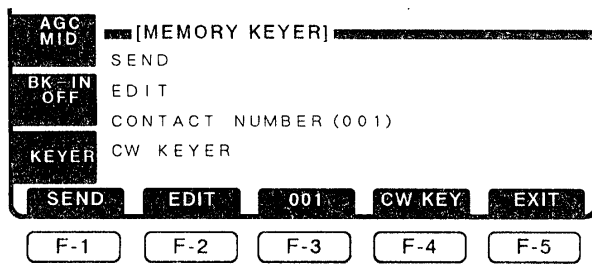 AGC
MID
[MEMORY KEYER]
SEND
BK-IN
OFF
EDIT
CONTACT NUMBER(001)
KEYER
CW KEYER
SEND EDIT 001 CW KEY EXIT
F-1 F-2 F-3 F-4 F-5